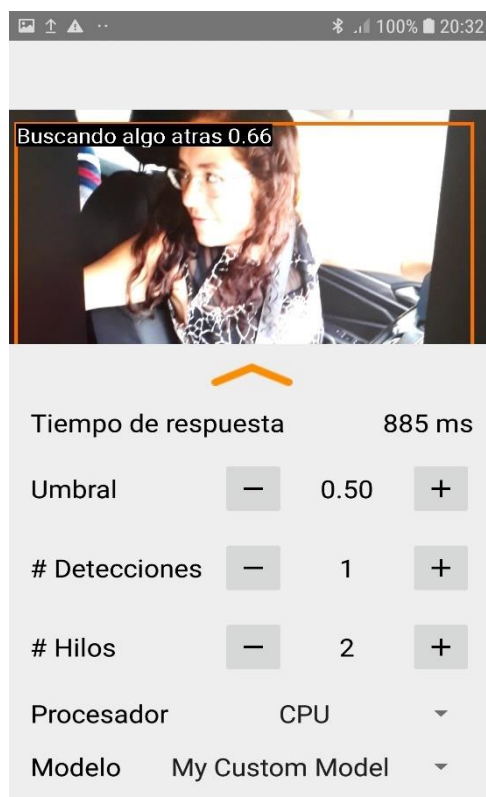 100% 20:32
Buscando algo atras 0.66
Tiempo de respuesta 885 ms
Umbral − 0.50 +
# Detecciones − 1 +
# Hilos − 2 +
Procesador CPU
Modelo My Custom Model